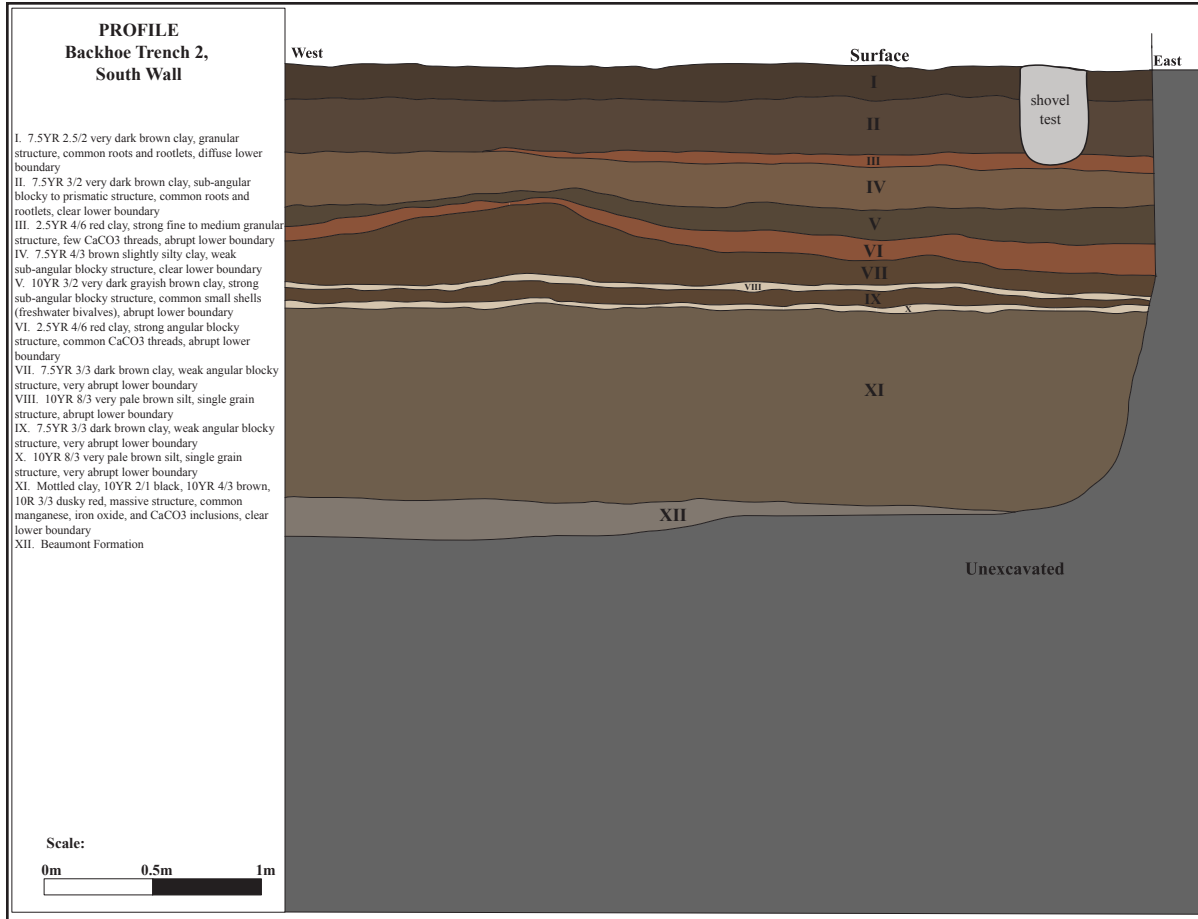 PROFILE
Backhoe Trench 2,
South Wall
I. 7.5YR 2.5/2 very dark brown clay, granular
structure, common roots and rootlets, diffuse lower
boundary
II. 7.5YR 3/2 very dark brown clay, sub-angular
blocky to prismatic structure, common roots and
rootlets, clear lower boundary
III. 2.5YR 4/6 red clay, strong fine to medium granular
structure, few CaCO3 threads, abrupt lower boundary
IV. 7.5YR 4/3 brown slightly silty clay, weak
sub-angular blocky structure, clear lower boundary
V. 10YR 3/2 very dark grayish brown clay, strong
sub-angular blocky structure, common small shells
(freshwater bivalves), abrupt lower boundary
VI. 2.5YR 4/6 red clay, strong angular blocky
structure, common CaCO3 threads, abrupt lower
boundary
VII. 7.5YR 3/3 dark brown clay, weak angular blocky
structure, very abrupt lower boundary
VIII. 10YR 8/3 very pale brown silt, single grain
structure, abrupt lower boundary
IX. 7.5YR 3/3 dark brown clay, weak angular blocky
structure, very abrupt lower boundary
X. 10YR 8/3 very pale brown silt, single grain
structure, very abrupt lower boundary
XI. Mottled clay, 10YR 2/1 black, 10YR 4/3 brown,
10R 3/3 dusky red, massive structure, common
manganese, iron oxide, and CaCO3 inclusions, clear
lower boundary
XII. Beaumont Formation
Scale:
0m 0.5m 1m
West
Surface
East
I
shovel
test
II
III
IV
V
VI
VII
VIII
IX
X
XI
XII
Unexcavated